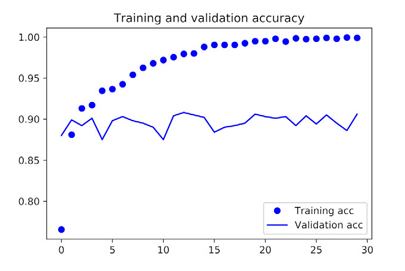 Training and validation accuracy
1.00
0.95
0.90
0.85
0.80
Training acc
Validation acc
0 5 10 15 20 25 30